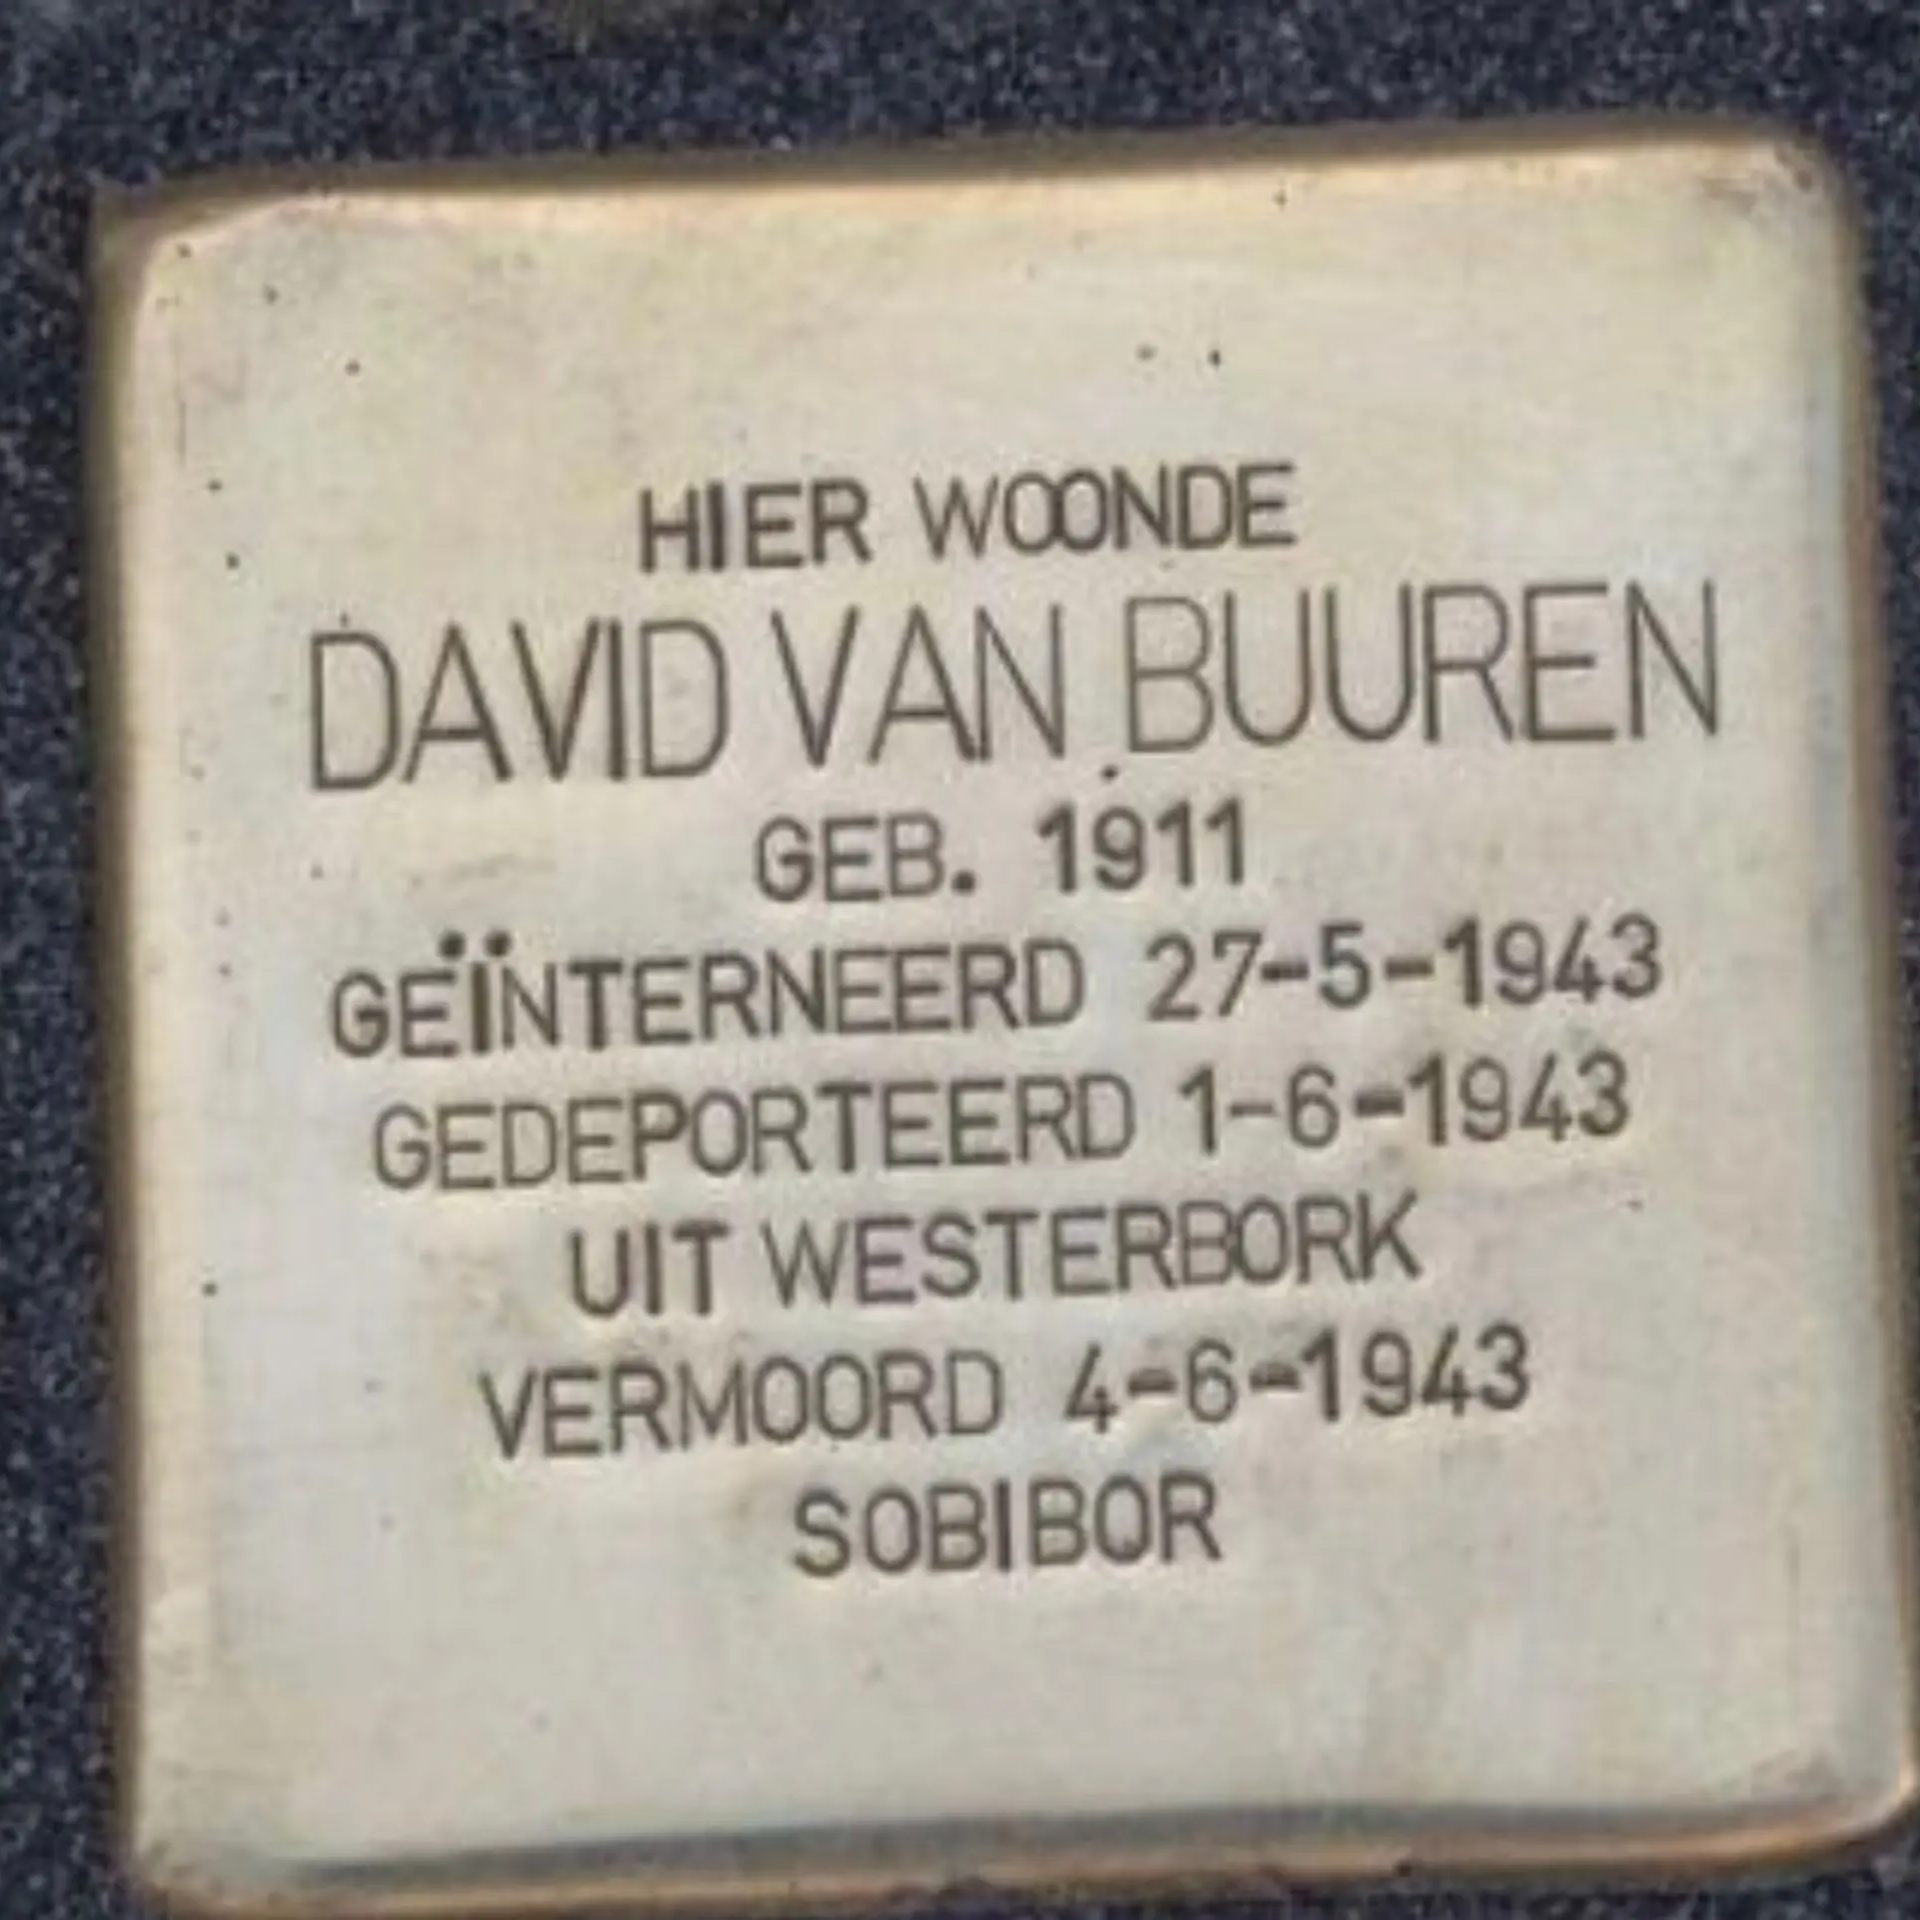 HIER WOONDE
DAVID VAN BUUREN
GEB. 1911
GEÏNTERNEERD 27-5-1943
GEDEPORTEERD 1-6-1943
UIT WESTERBORK
VERMOORD 4-6-1943
SOBIBOR